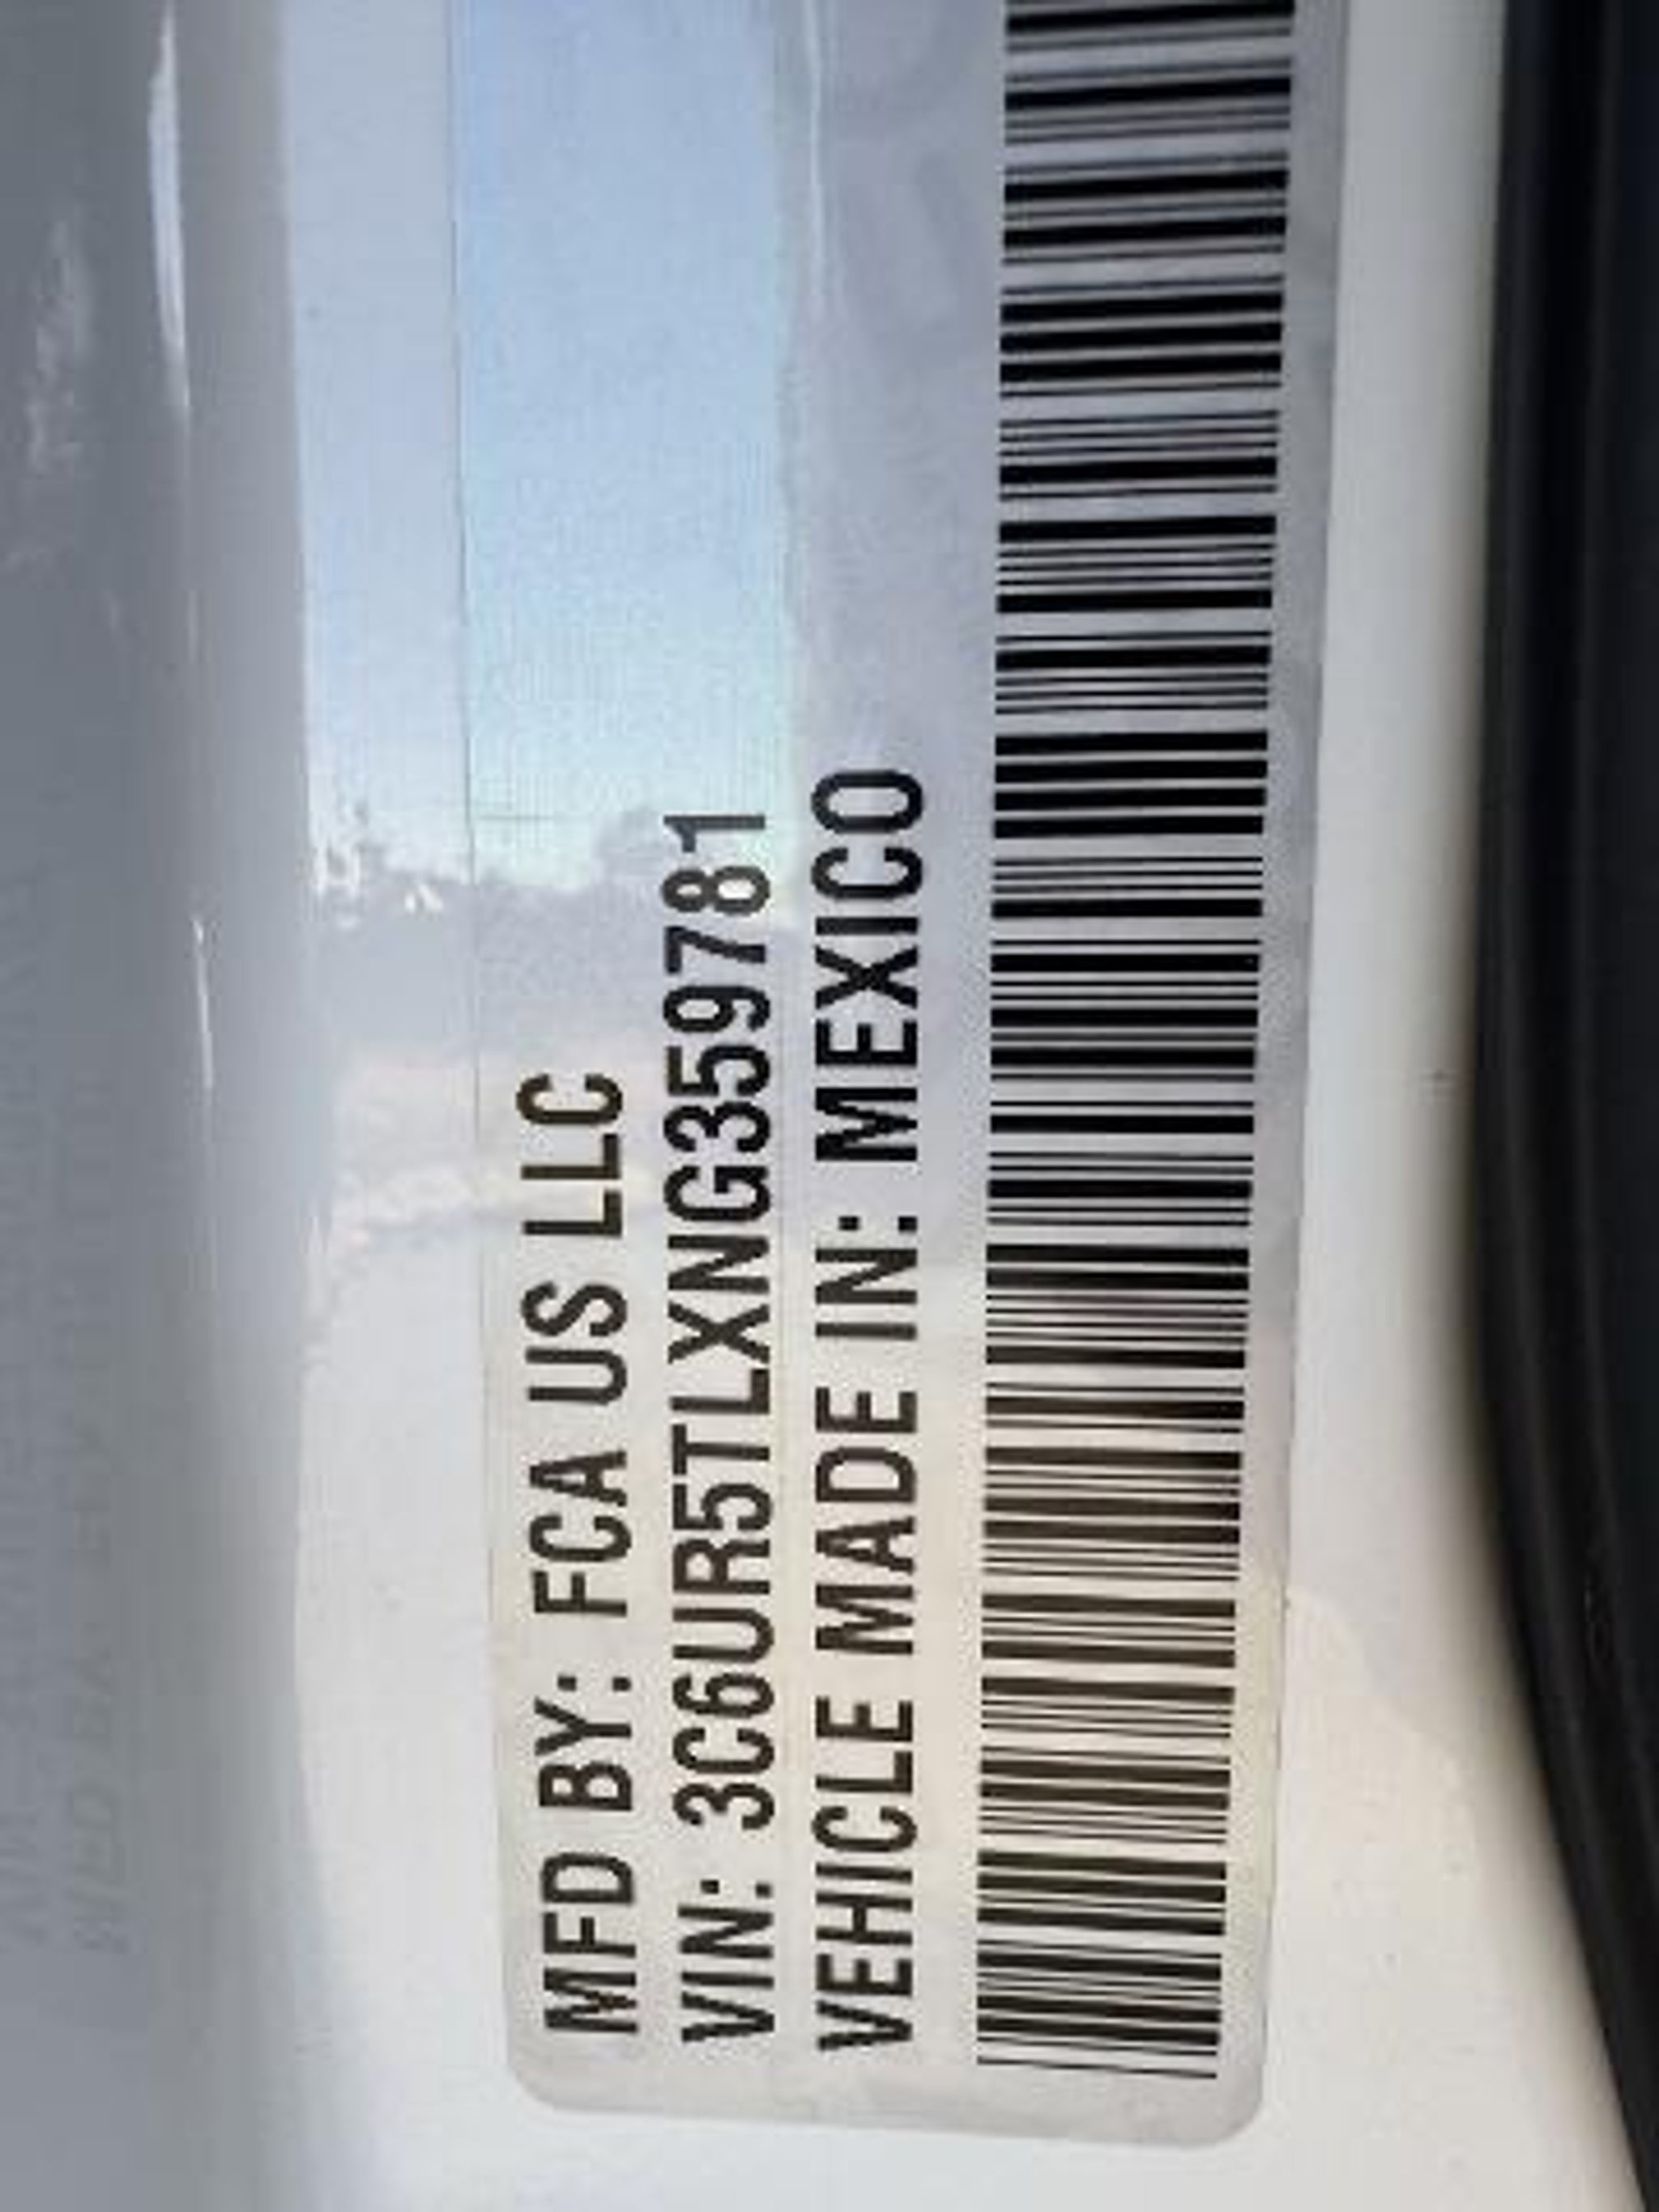 MFD BY: FCA US LLC
VIN: 3C6UR5TLXNG359781
VEHICLE MADE IN: MEXICO